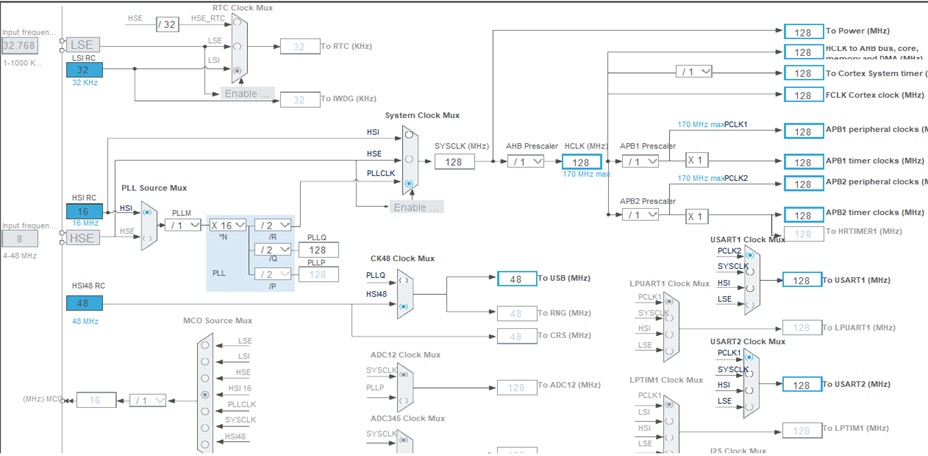 RTC Clock Mux
HSE
/ 32
HSE_RTC
Input frequen...
32.768
1-1000 K...
LSE
LSE
32
To RTC (KHz)
LSI RC
32
32 KHz
LSI
Enable ...
32
To IWDG (KHz)
System Clock Mux
HSI
HSE
PLLCLK
Enable ...
SYSCLK (MHz)
128
AHB Prescaler
/ 1
HCLK (MHz)
128
170 MHz max
APB1 Prescaler
/ 1
APB2 Prescaler
/ 1
/ 1
128
To Power (MHz)
128
HCLK to AHB bus, core,
memory and DMA (MHz)
128
To Cortex System timer (
128
FCLK Cortex clock (MHz)
170 MHz max
PCLK1
128
APB1 peripheral clocks (M
X 1
128
APB1 timer clocks (MHz)
170 MHz max
PCLK2
128
APB2 peripheral clocks (M
X 1
128
APB2 timer clocks (MHz)
128
To HRTIMER1 (MHz)
HSI RC
16
16 MHz
Input frequen...
8
4-48 MHz
HSE
PLL Source Mux
HSI
HSE
PLLM
/ 1
X 16
*N
PLL
/ 2
/R
/ 2
/Q
/ 2
/P
PLLQ
128
PLLP
128
HSI48 RC
48
48 MHz
CK48 Clock Mux
PLLQ
HSI48
48
To USB (MHz)
48
To RNG (MHz)
48
To CRS (MHz)
USART1 Clock Mux
PCLK2
SYSCLK
HSI
LSE
128
To USART1 (MHz)
LPUART1 Clock Mux
PCLK1
SYSCLK
HSI
LSE
128
To LPUART1 (MHz)
USART2 Clock Mux
PCLK1
SYSCLK
HSI
LSE
128
To USART2 (MHz)
MCO Source Mux
LSE
LSI
HSE
HSI 16
PLLCLK
SYSCLK
HSI48
(MHz) MCO
16
/ 1
ADC12 Clock Mux
SYSCLK
PLLP
128
To ADC12 (MHz)
ADC345 Clock Mux
SYSCLK
LPTIM1 Clock Mux
PCLK1
LSI
HSI
LSE
128
To LPTIM1 (MHz)
I2S Clock Mux